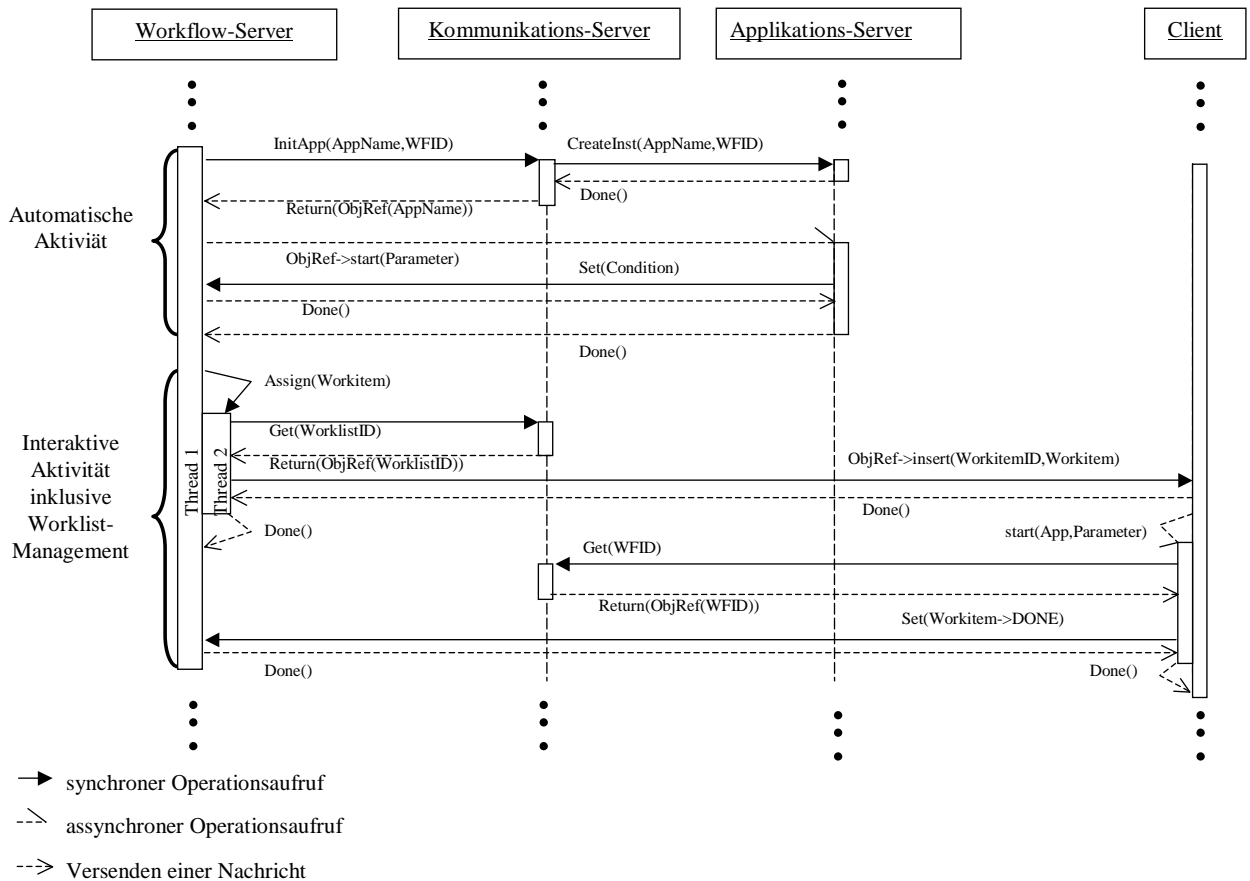 Workflow-Server
Kommunikations-Server
Applikations-Server
Client
InitApp(AppName,WFID)
CreateInst(AppName,WFID)
Done()
Return(ObjRef(AppName))
Automatische
Aktiviät
ObjRef->start(Parameter)
Set(Condition)
Done()
Done()
Assign(Workitem)
Get(WorklistID)
Return(ObjRef(WorklistID))
Interaktive
Aktivität
inklusive
Worklist-
Management
Thread 1
Thread 2
ObjRef->insert(WorkitemID,Workitem)
Done()
Done()
start(App,Parameter)
Get(WFID)
Return(ObjRef(WFID))
Set(Workitem->DONE)
Done()
Done()
synchroner Operationsaufruf
assynchroner Operationsaufruf
Versenden einer Nachricht